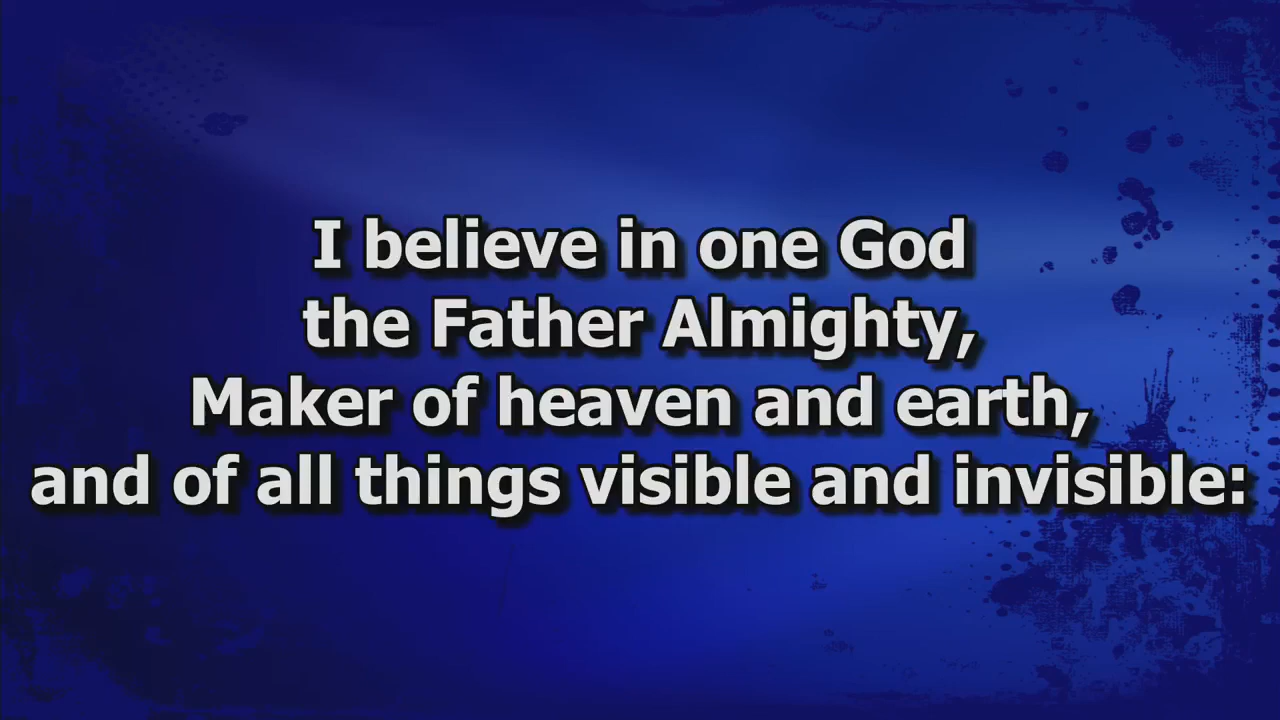 I believe in one God
the Father Almighty,
Maker of heaven and earth,
and of all things visible and invisible: